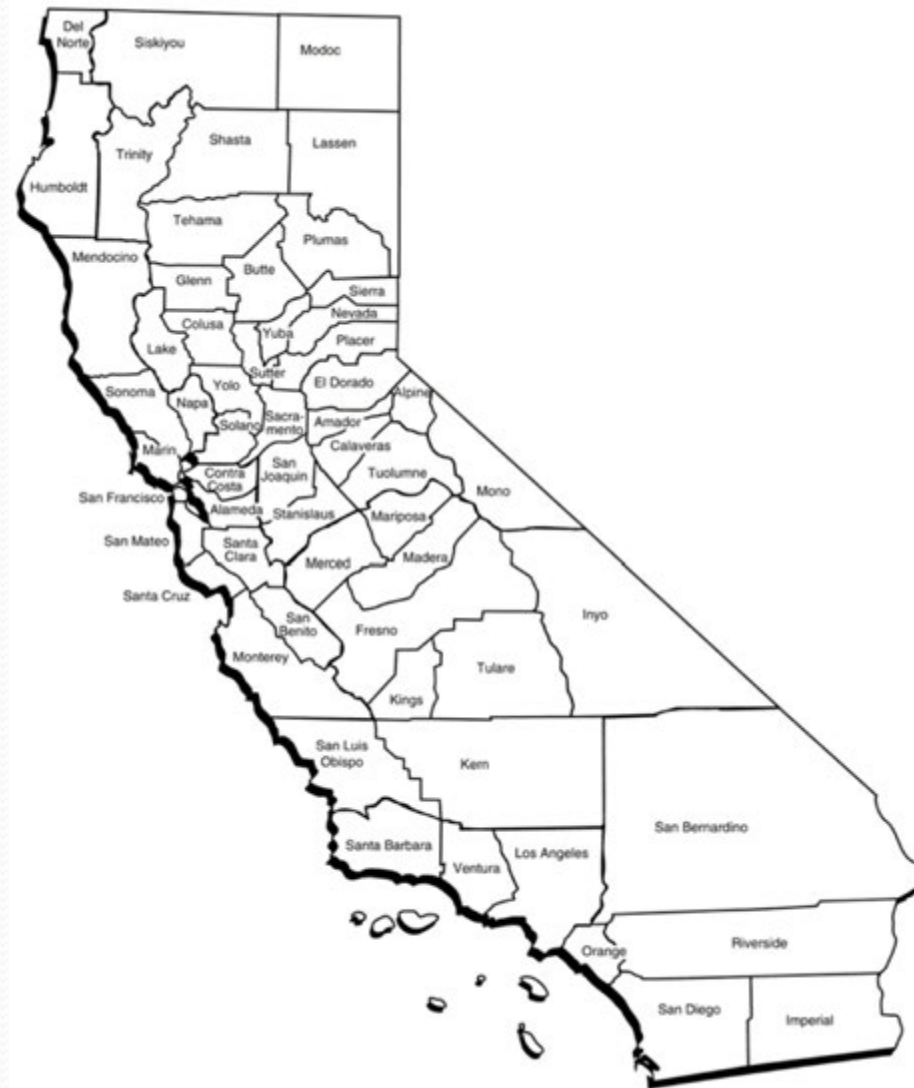 Del
Norte
Siskiyou
Modoc
Shasta
Lassen
Trinity
Humboldt
Tehama
Plumas
Mendocino
Butte
Glenn
Sierra
Nevada
Colusa
Yuba
Placer
Lake
Sutter
El Dorado
Yolo
Sonoma
Alpine
Napa
Sacra-
mento
Solano
Amador
Calaveras
Marin
San
Joaquin
Contra
Costa
Tuolumne
Mono
San Francisco
Alameda
Stanislaus
Mariposa
San Mateo
Santa
Clara
Merced
Madera
Santa Cruz
San
Benito
Inyo
Fresno
Monterey
Tulare
Kings
San Luis
Obispo
Kern
San Bernardino
Santa Barbara
Los Angeles
Ventura
Orange
Riverside
San Diego
Imperial